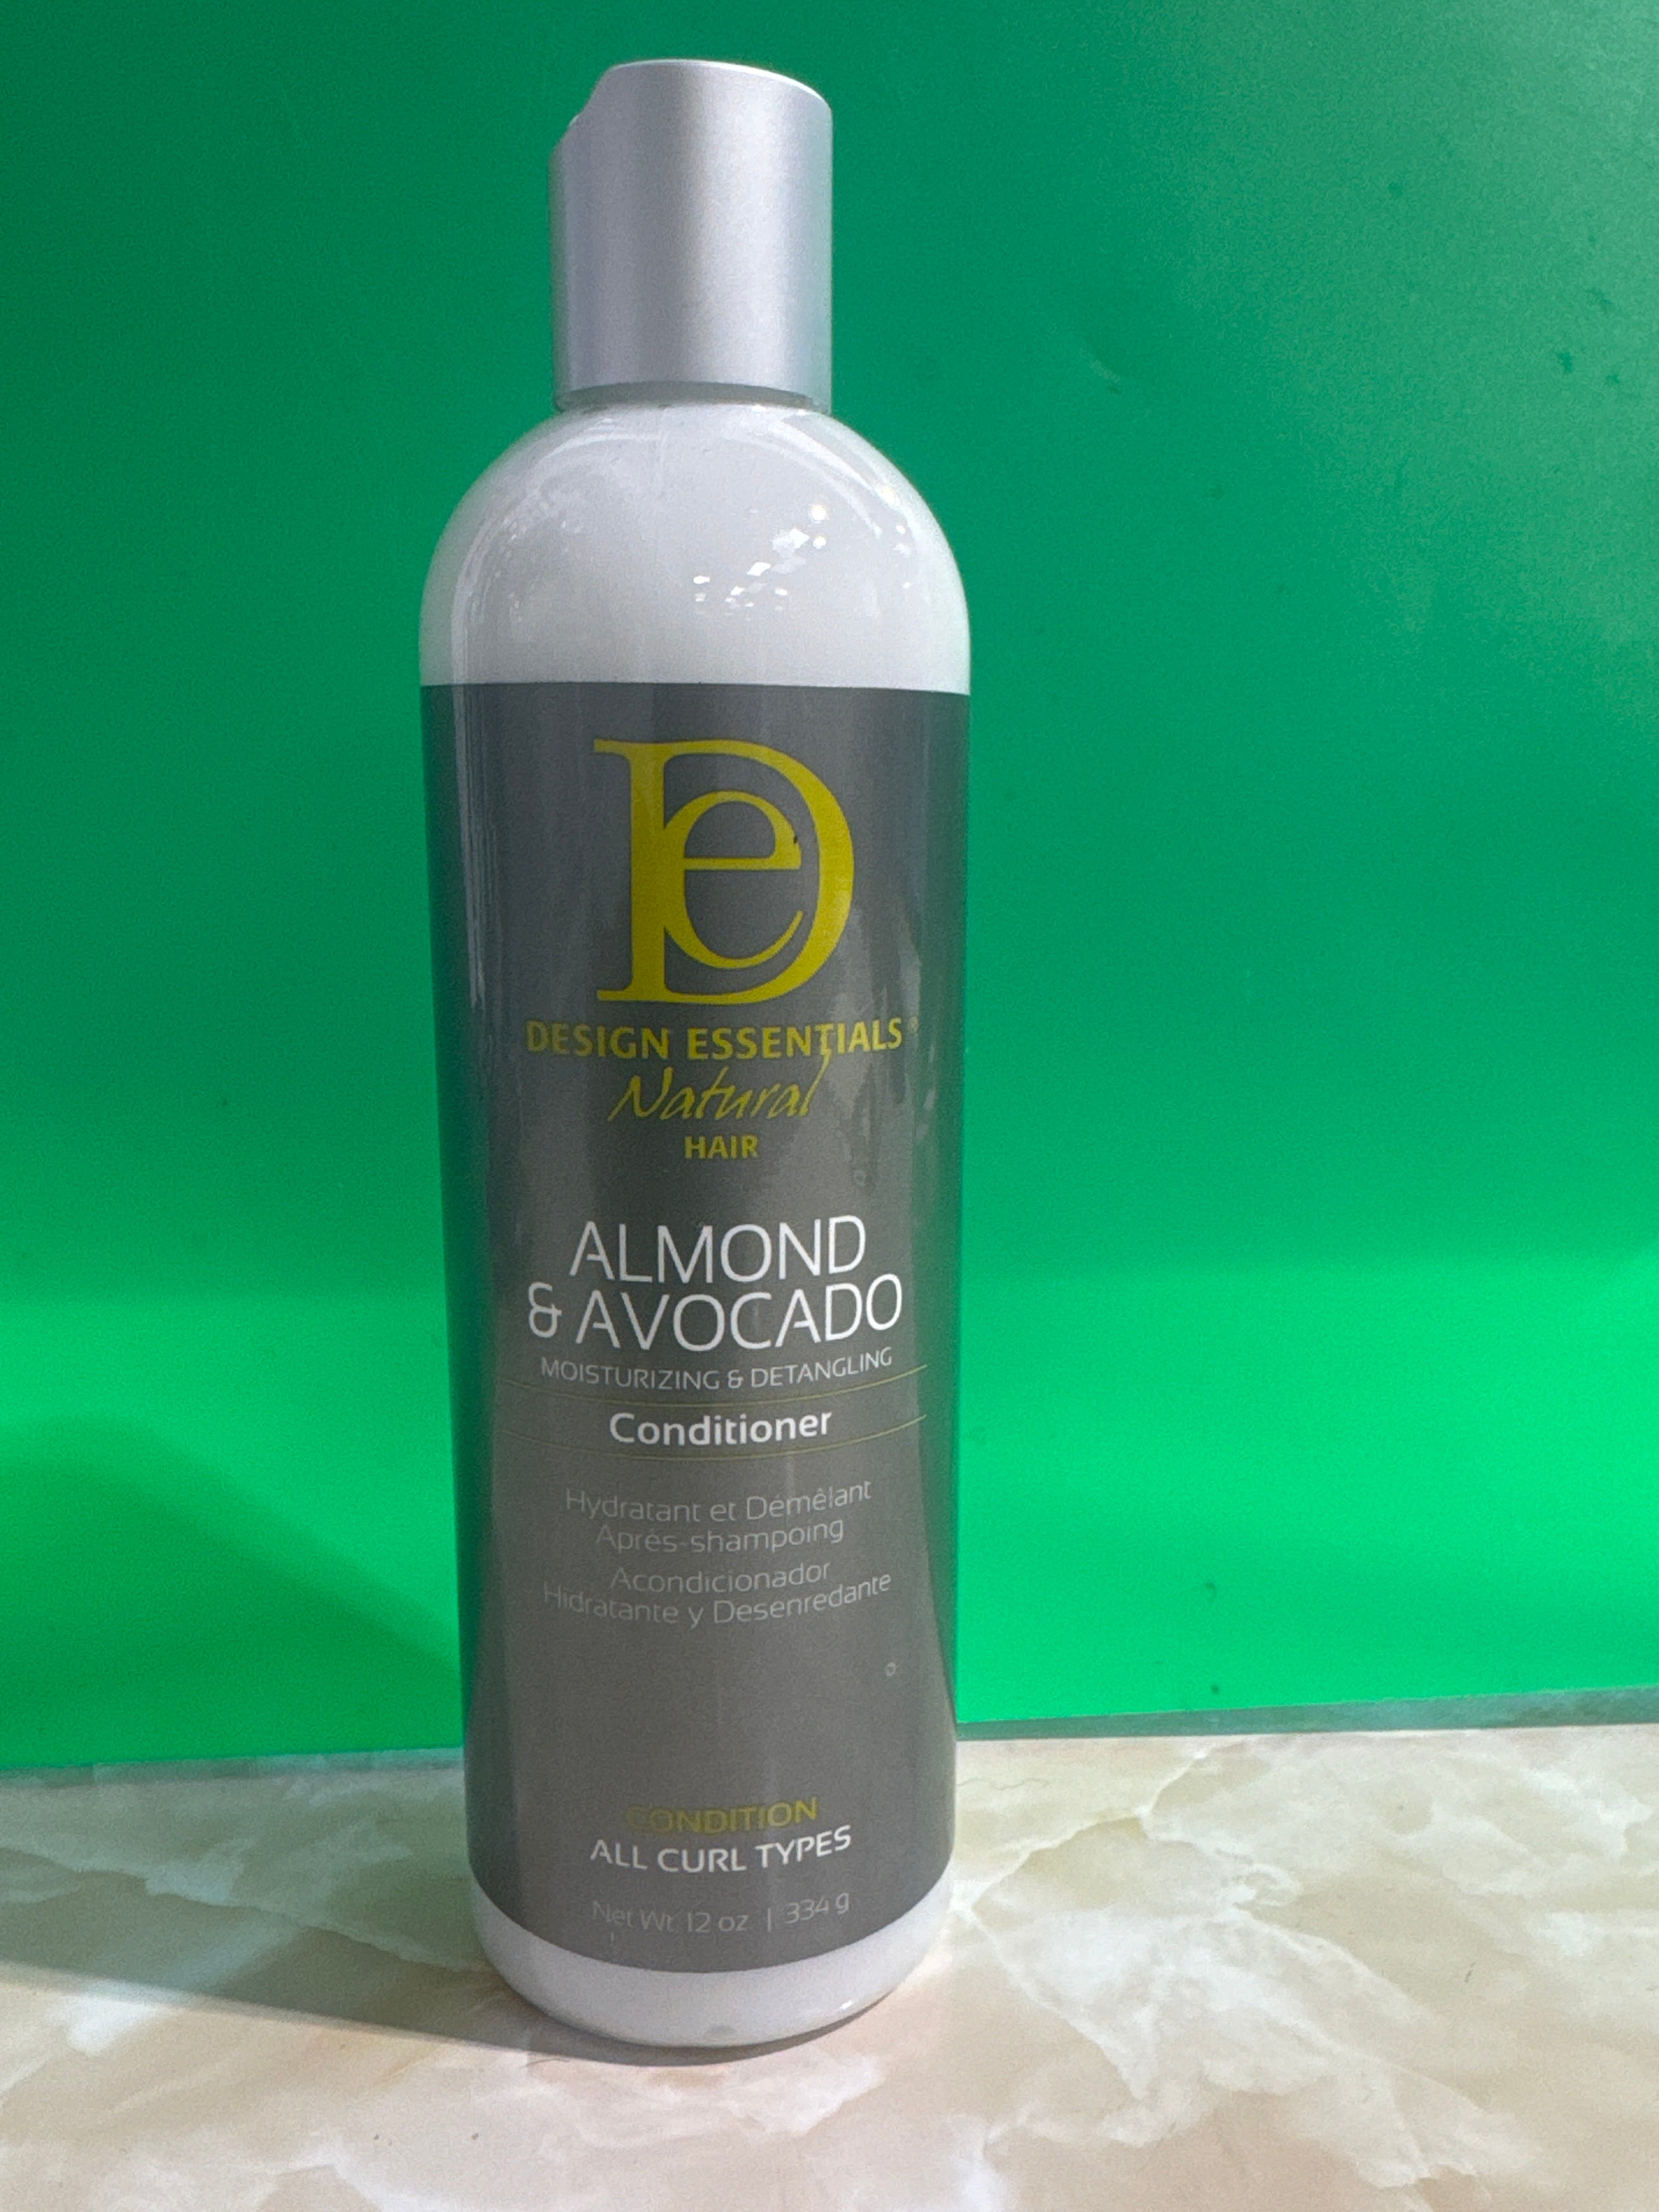 De
DESIGN ESSENTIALS®
Natural
HAIR
ALMOND
& AVOCADO
MOISTURIZING & DETANGLING
Conditioner
Hydratant et Démêlant
Après-shampoing
Acondicionador
Hidratante y Desenredante
CONDITION
ALL CURL TYPES
Net Wt. 12 oz | 334 g